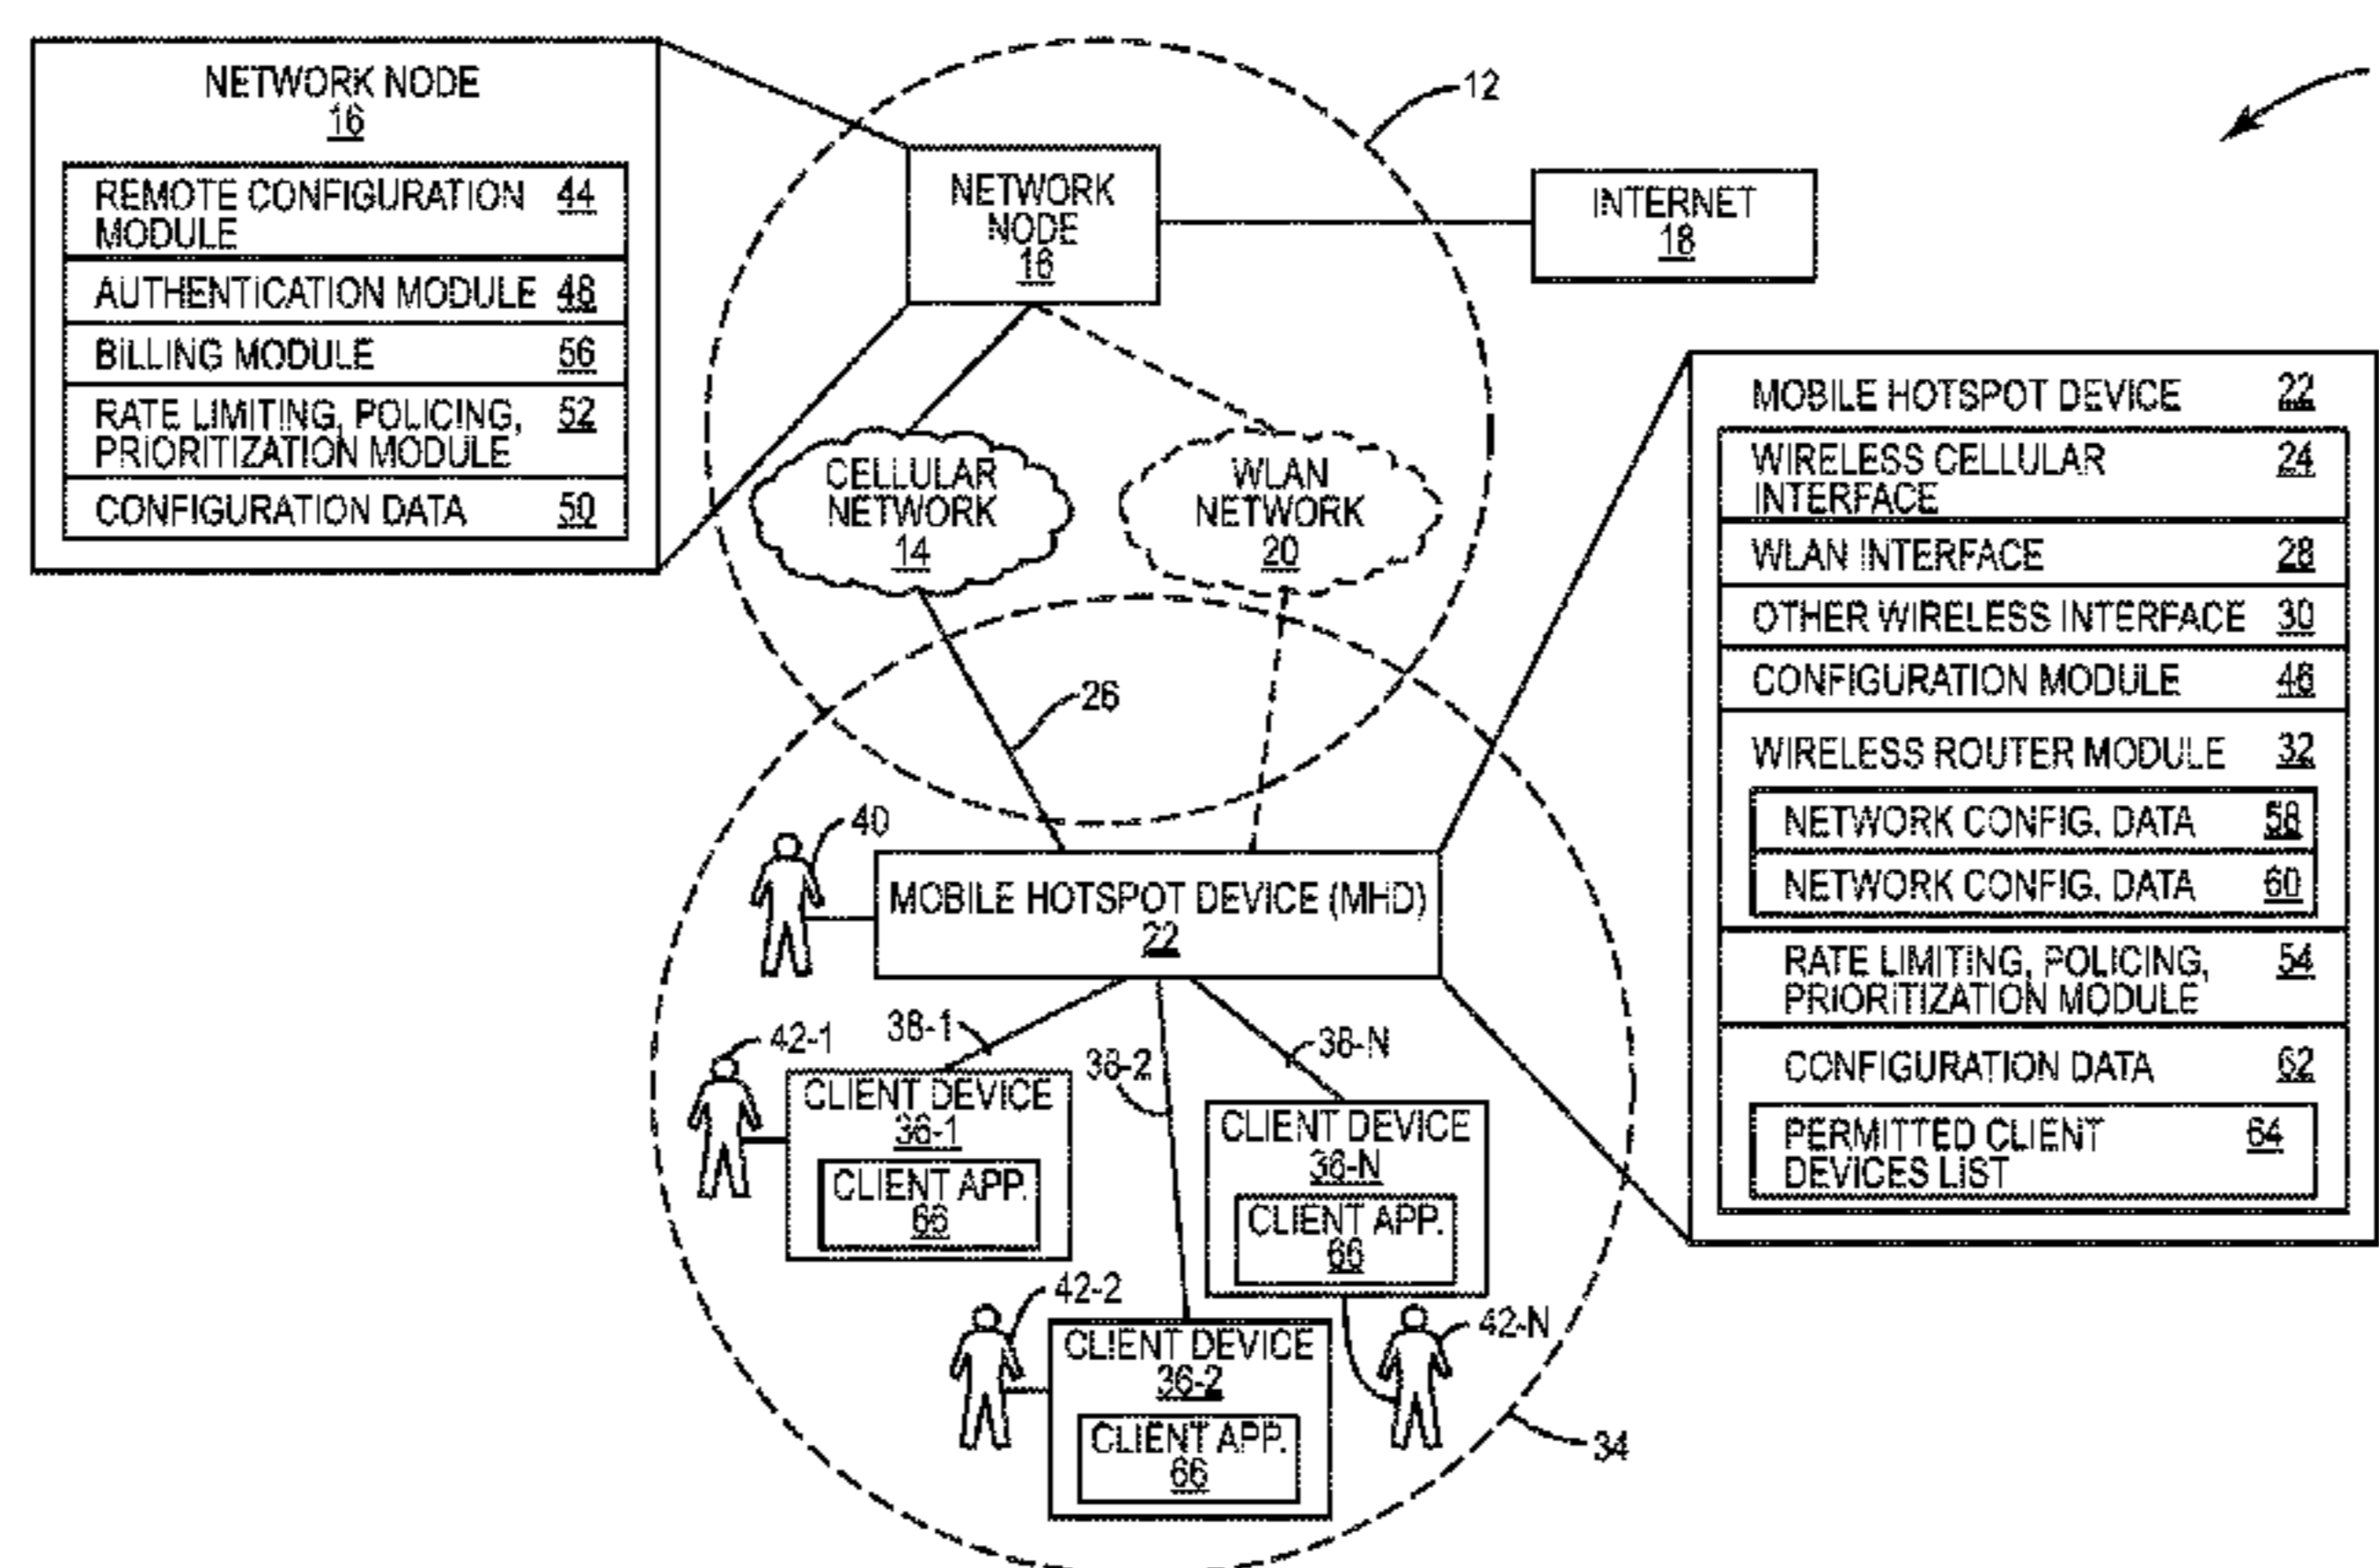 NETWORK NODE
16
REMOTE CONFIGURATION 44
MODULE
AUTHENTICATION MODULE 48
BILLING MODULE 56
RATE LIMITING, POLICING, 52
PRIORITIZATION MODULE
CONFIGURATION DATA 50
12
NETWORK
NODE
16
INTERNET
18
CELLULAR
NETWORK
14
WLAN
NETWORK
20
26
MOBILE HOTSPOT DEVICE 22
WIRELESS CELLULAR 24
INTERFACE
WLAN INTERFACE 28
OTHER WIRELESS INTERFACE 30
CONFIGURATION MODULE 46
WIRELESS ROUTER MODULE 32
NETWORK CONFIG. DATA 58
NETWORK CONFIG. DATA 60
RATE LIMITING, POLICING, 54
PRIORITIZATION MODULE
CONFIGURATION DATA 62
PERMITTED CLIENT 64
DEVICES LIST
40
MOBILE HOTSPOT DEVICE (MHD)
22
38-1
38-2
38-N
42-1
CLIENT DEVICE
36-1
CLIENT APP.
66
CLIENT DEVICE
36-N
CLIENT APP.
66
42-2
CLIENT DEVICE
36-2
CLIENT APP.
66
42-N
34